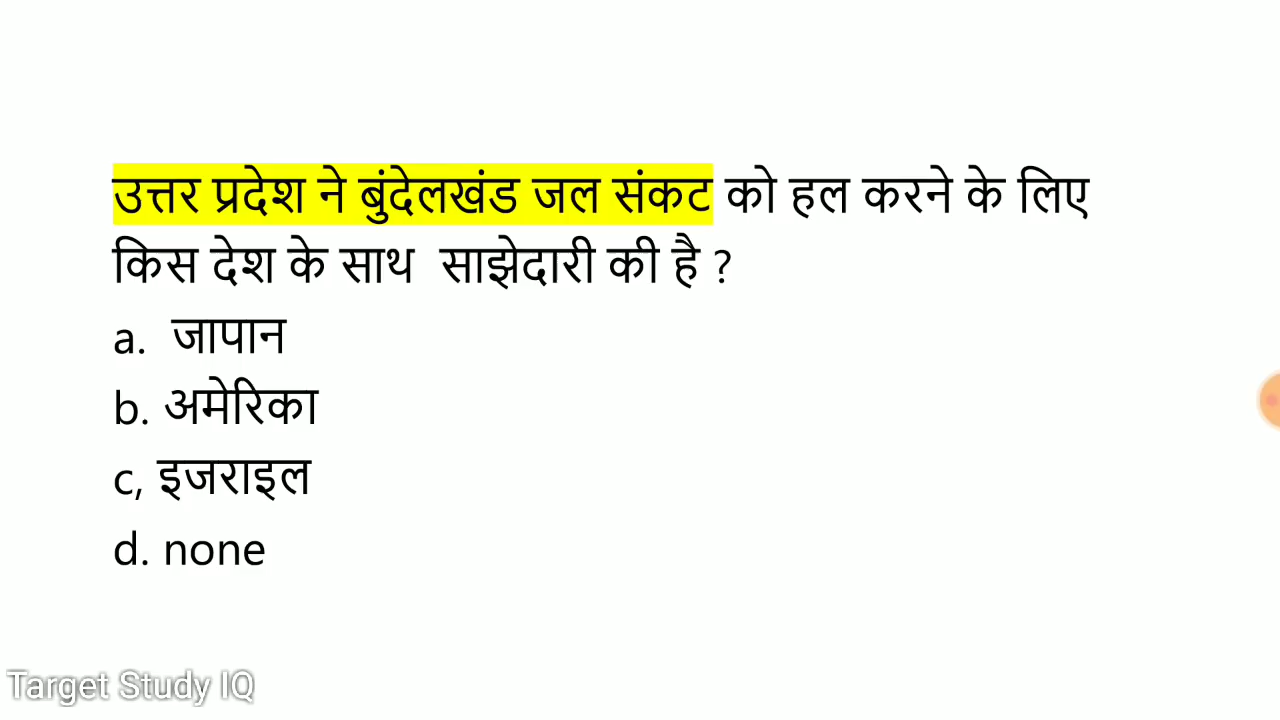 उत्तर प्रदेश ने बुंदेलखंड जल संकट को हल करने के लिए
किस देश के साथ  साझेदारी की है ?
a.  जापान
b. अमेरिका
c, इजराइल
d. none
Target Study IQ